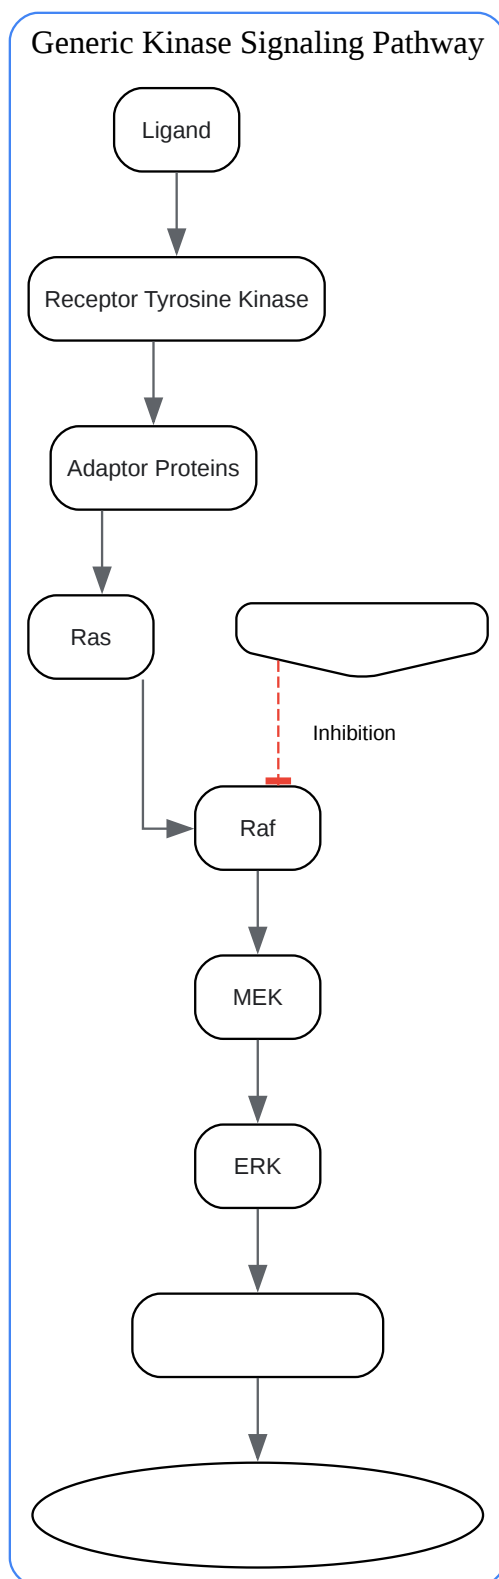 Generic Kinase Signaling Pathway
Ligand
Receptor Tyrosine Kinase
Adaptor Proteins
Ras
Inhibition
Raf
MEK
ERK